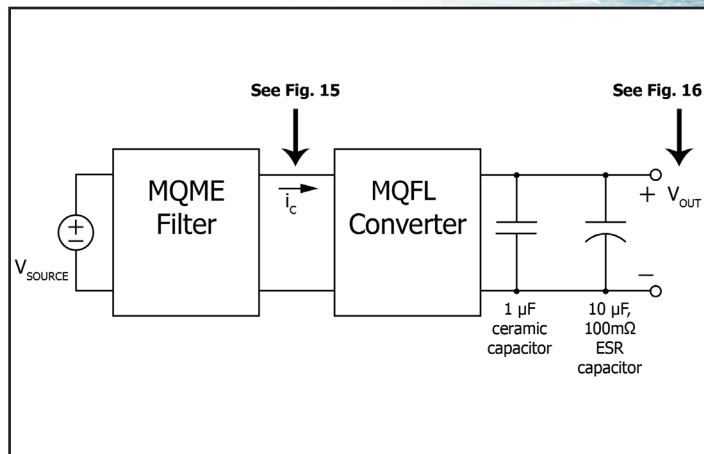 See Fig. 15
See Fig. 16
MQME
Filter
i_C
MQFL
Converter
+
V_OUT
−
+
−
V_SOURCE
1 µF
ceramic
capacitor
10 µF,
100mΩ
ESR
capacitor